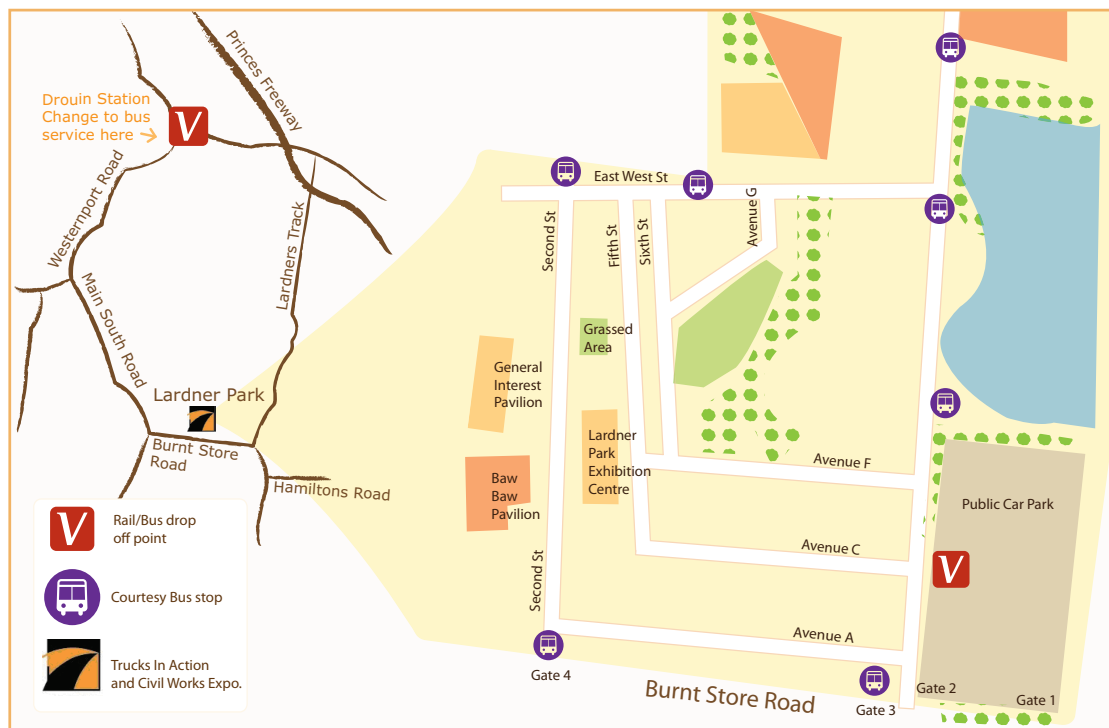 Princes Freeway
Drouin Station
Change to bus
service here
V
Westernport Road
Lardners Track
Main South Road
Lardner Park
Burnt Store
Road
Hamiltons Road
V
Rail/Bus drop
off point
Courtesy Bus stop
Trucks In Action
and Civil Works Expo.
East West St
Second St
Fifth St
Sixth St
Avenue G
Grassed
Area
General
Interest
Pavilion
Lardner
Park
Exhibition
Centre
Baw
Baw
Pavilion
Avenue F
Public Car Park
Avenue C
V
Second St
Avenue A
Gate 4
Burnt Store Road
Gate 3
Gate 2
Gate 1